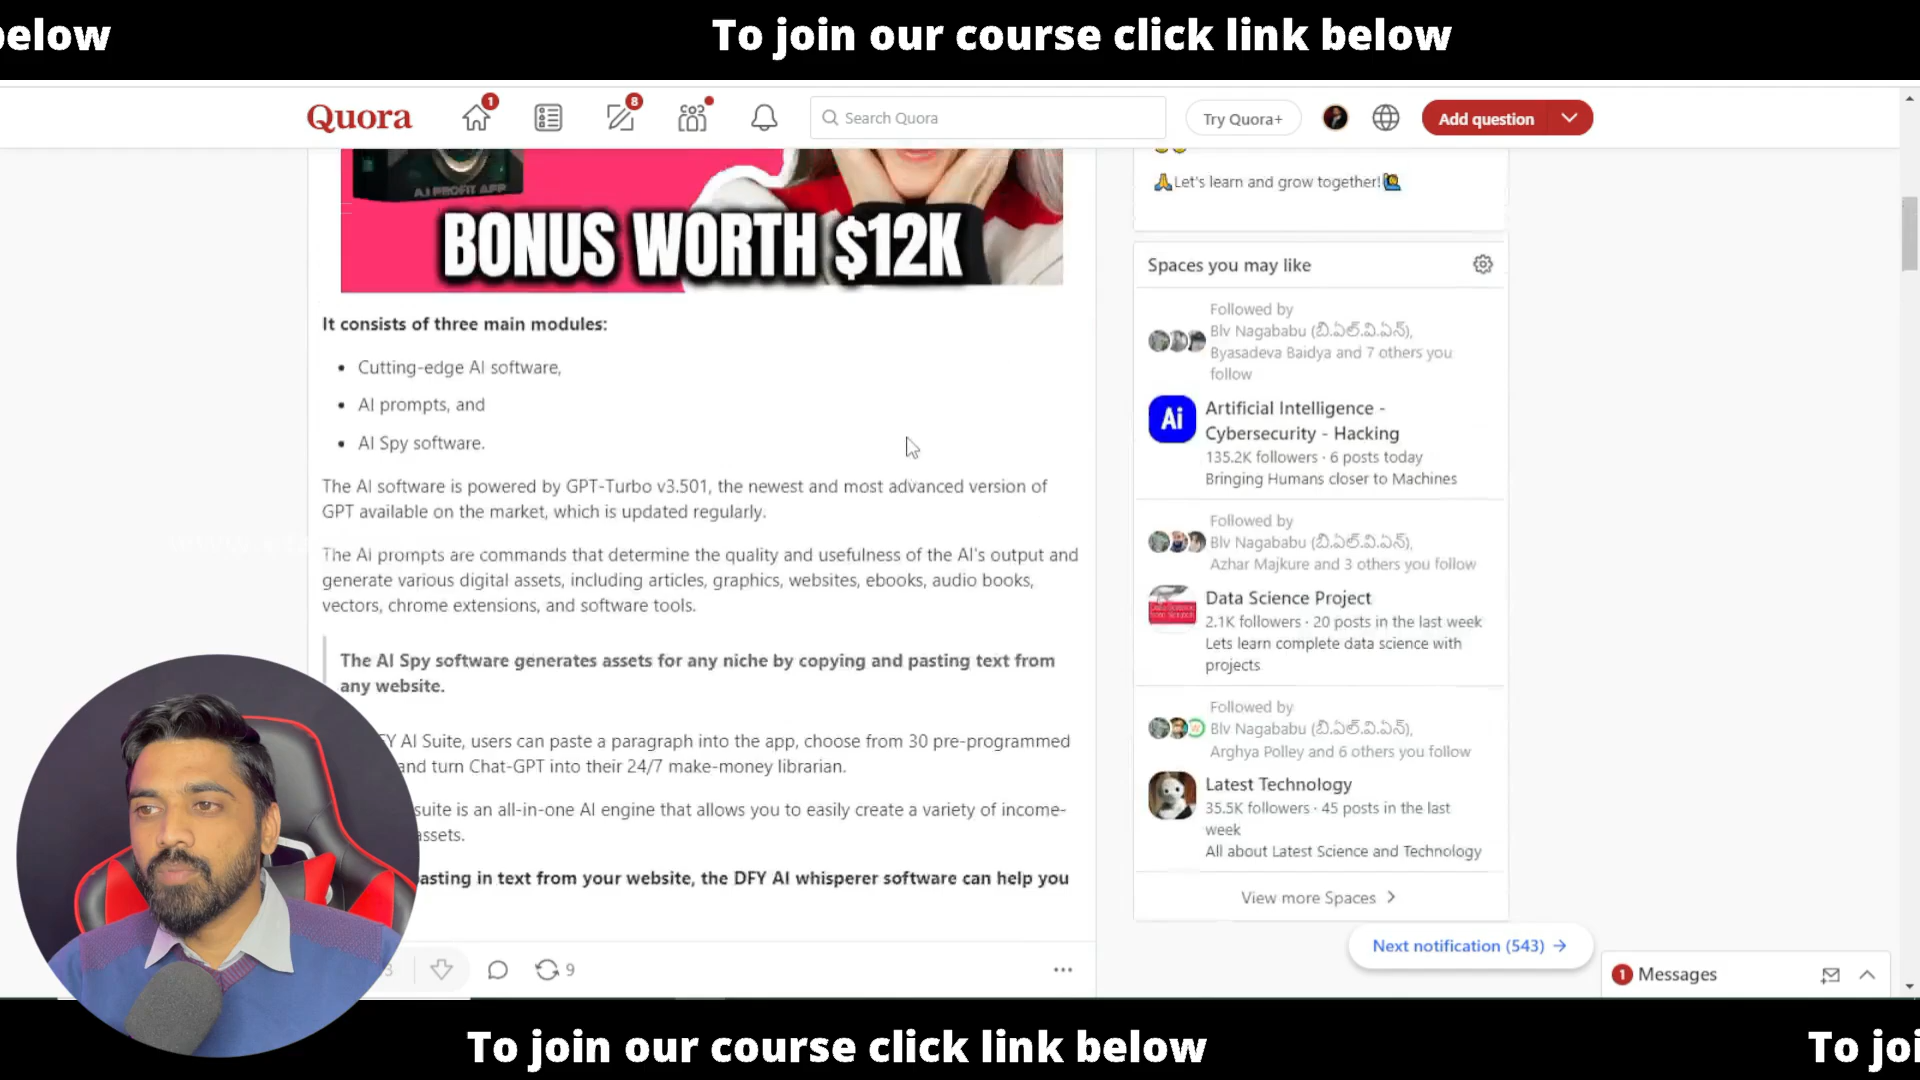 below
To join our course click link below
Quora
1
8
Search Quora
Try Quora+
Add question
A.I PROFIT APP
BONUS WORTH $12K
It consists of three main modules:
• Cutting-edge AI software,
• AI prompts, and
• AI Spy software.
The AI software is powered by GPT-Turbo v3.501, the newest and most advanced version of
GPT available on the market, which is updated regularly.
The AI prompts are commands that determine the quality and usefulness of the AI's output and
generate various digital assets, including articles, graphics, websites, ebooks, audio books,
vectors, chrome extensions, and software tools.
The AI Spy software generates assets for any niche by copying and pasting text from
any website.
FY AI Suite, users can paste a paragraph into the app, choose from 30 pre-programmed
and turn Chat-GPT into their 24/7 make-money librarian.
suite is an all-in-one AI engine that allows you to easily create a variety of income-
assets.
asting in text from your website, the DFY AI whisperer software can help you
3
9
🙏Let's learn and grow together!🙋
Spaces you may like
Followed by
Blv Nagababu (బి.ఏల్.వి.ఏన్),
Byasadeva Baidya and 7 others you
follow
Ai
Artificial Intelligence -
Cybersecurity - Hacking
135.2K followers · 6 posts today
Bringing Humans closer to Machines
Followed by
Blv Nagababu (బి.ఏల్.వి.ఏన్),
Azhar Majkure and 3 others you follow
Data Science Project
2.1K followers · 20 posts in the last week
Lets learn complete data science with
projects
Followed by
Blv Nagababu (బి.ఏల్.వి.ఏన్),
Arghya Polley and 6 others you follow
Latest Technology
35.5K followers · 45 posts in the last
week
All about Latest Science and Technology
View more Spaces
Next notification (543) →
1 Messages
To join our course click link below
To joi